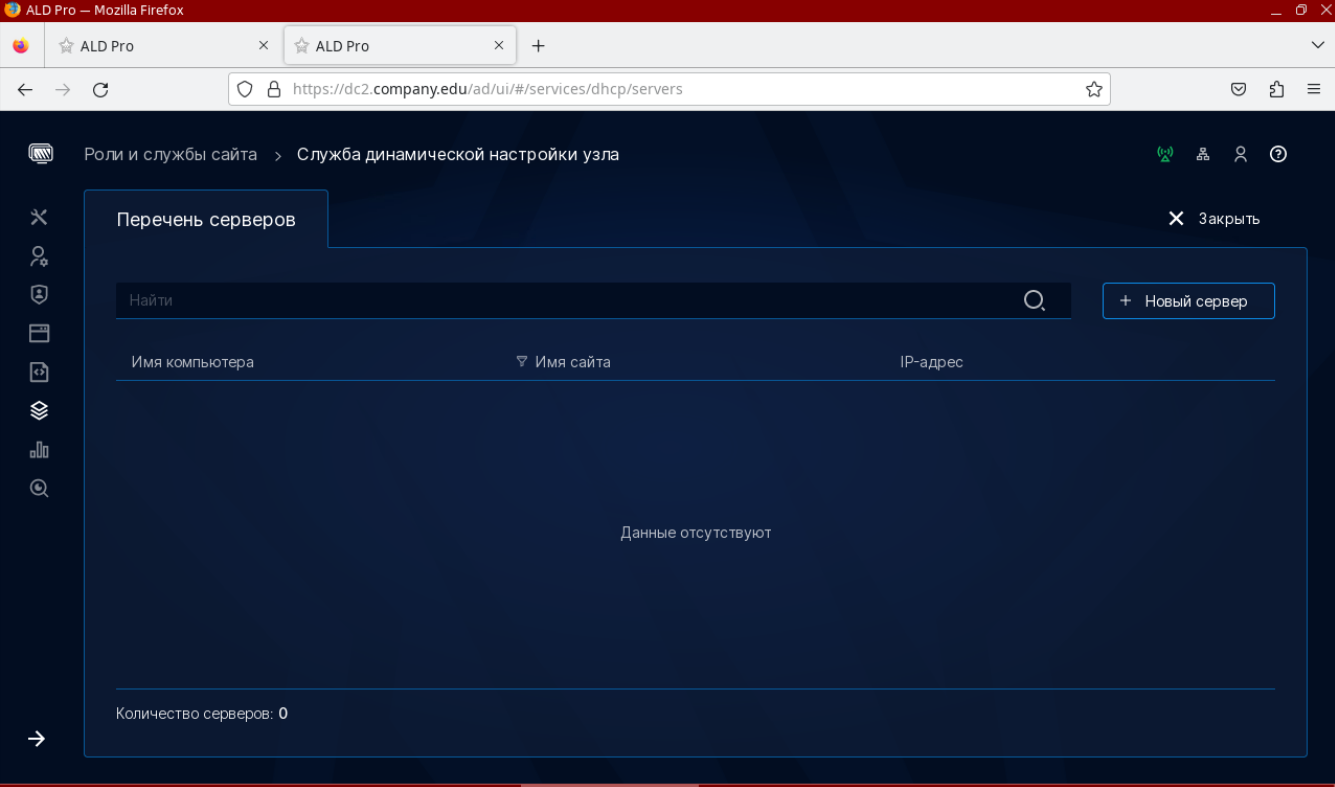 ALD Pro — Mozilla Firefox
ALD Pro
ALD Pro
https://dc2.company.edu/ad/ui/#/services/dhcp/servers
Роли и службы сайта > Служба динамической настройки узла
Перечень серверов
Закрыть
Найти
+ Новый сервер
Имя компьютера Имя сайта IP-адрес
Данные отсутствуют
Количество серверов: 0